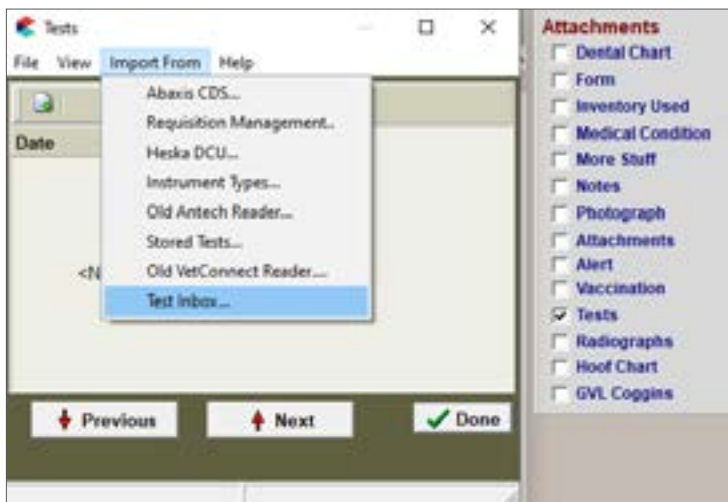 Tests
File View Import From Help
Abaxis CDS...
Requisition Management..
Heska DCU...
Instrument Types...
Old Antech Reader...
Stored Tests...
Old VetConnect Reader....
Test Inbox...
Date
<N
Previous
Next
Done
Attachments
Dental Chart
Form
Inventory Used
Medical Condition
More Stuff
Notes
Photograph
Attachments
Alert
Vaccination
Tests
Radiographs
Hoof Chart
GVL Coggins